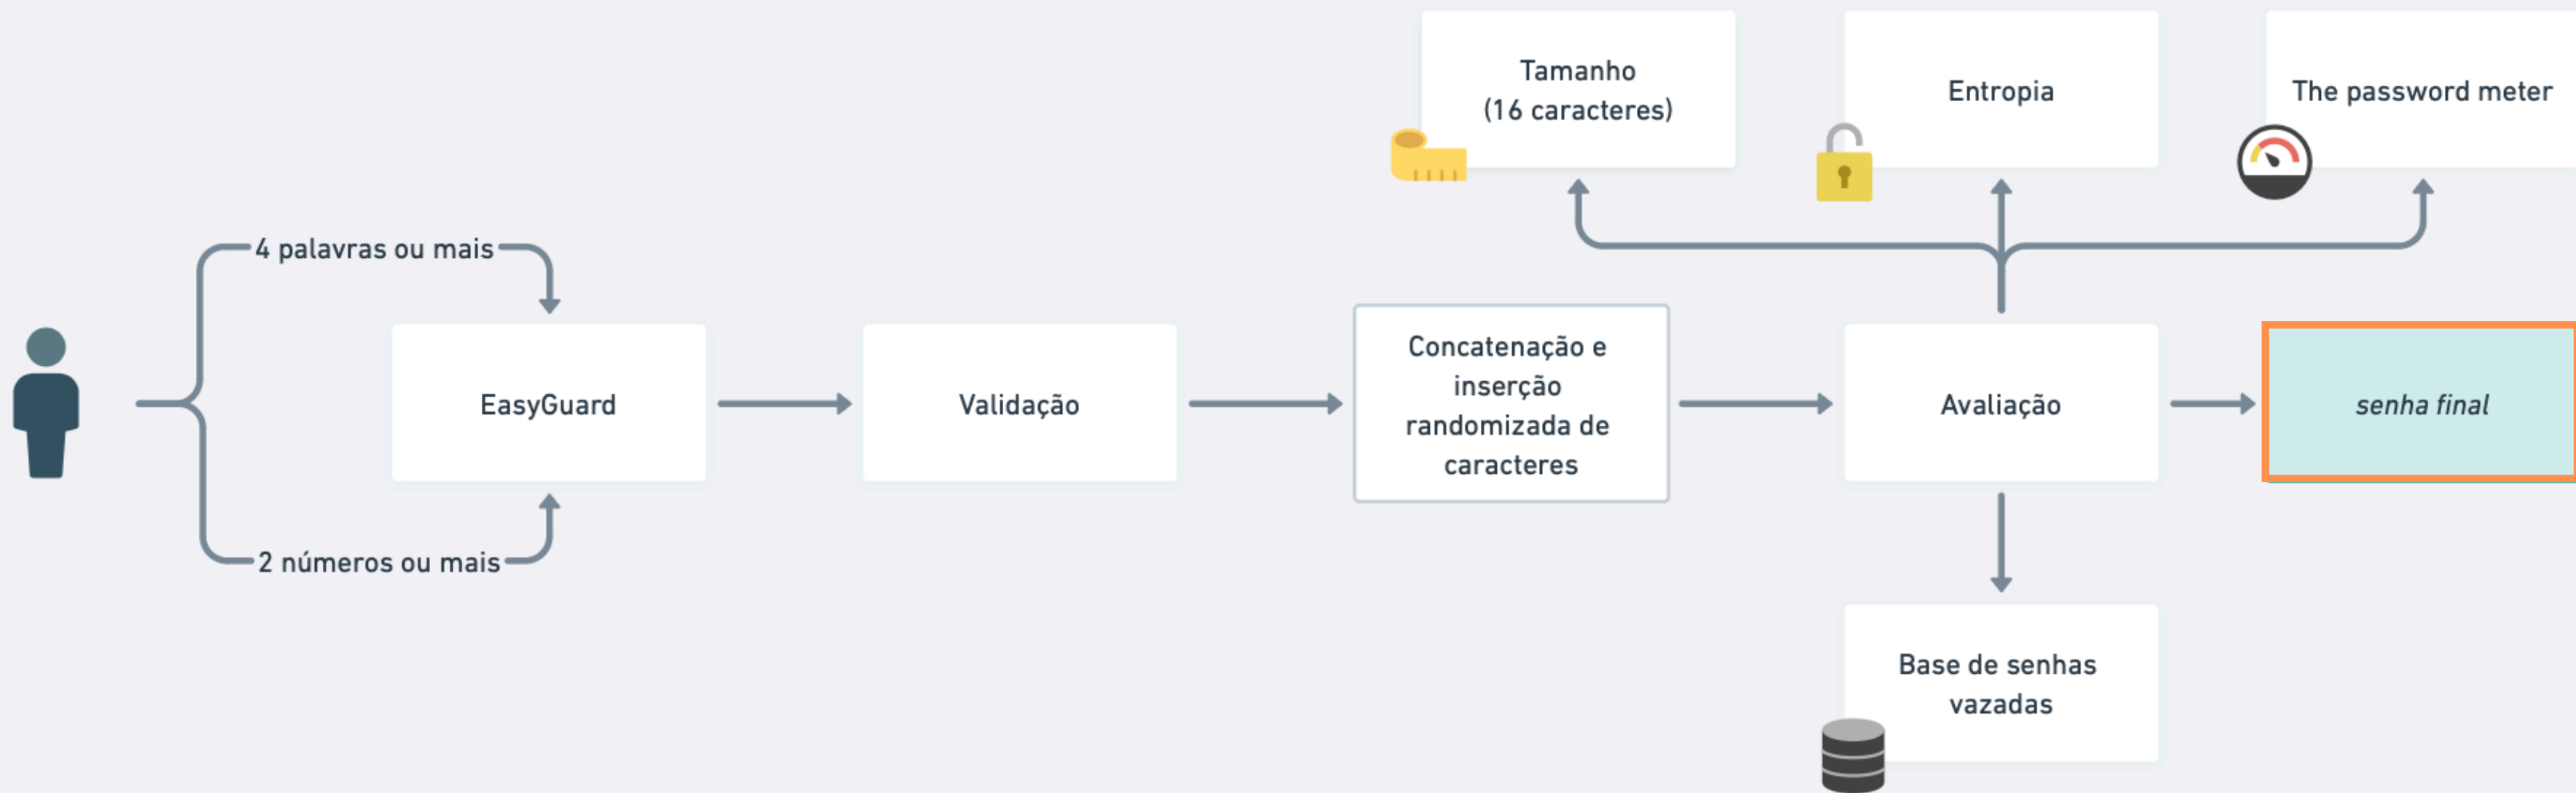 Tamanho
(16 caracteres)
Entropia
The password meter
4 palavras ou mais
EasyGuard
Validação
Concatenação e
inserção
randomizada de
caracteres
Avaliação
senha final
2 números ou mais
Base de senhas
vazadas